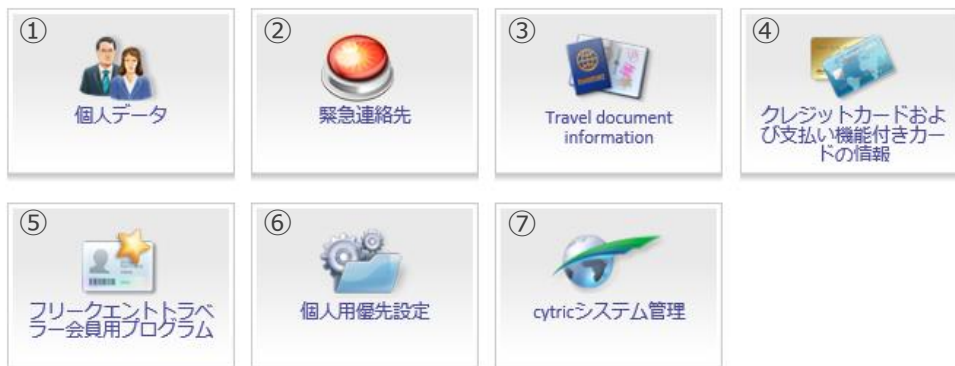 ①
個人データ
②
緊急連絡先
③
Travel document
information
④
クレジットカードおよ
び支払い機能付きカー
ドの情報
⑤
フリークエントトラベ
ラー会員用プログラム
⑥
個人用優先設定
⑦
cytricシステム管理